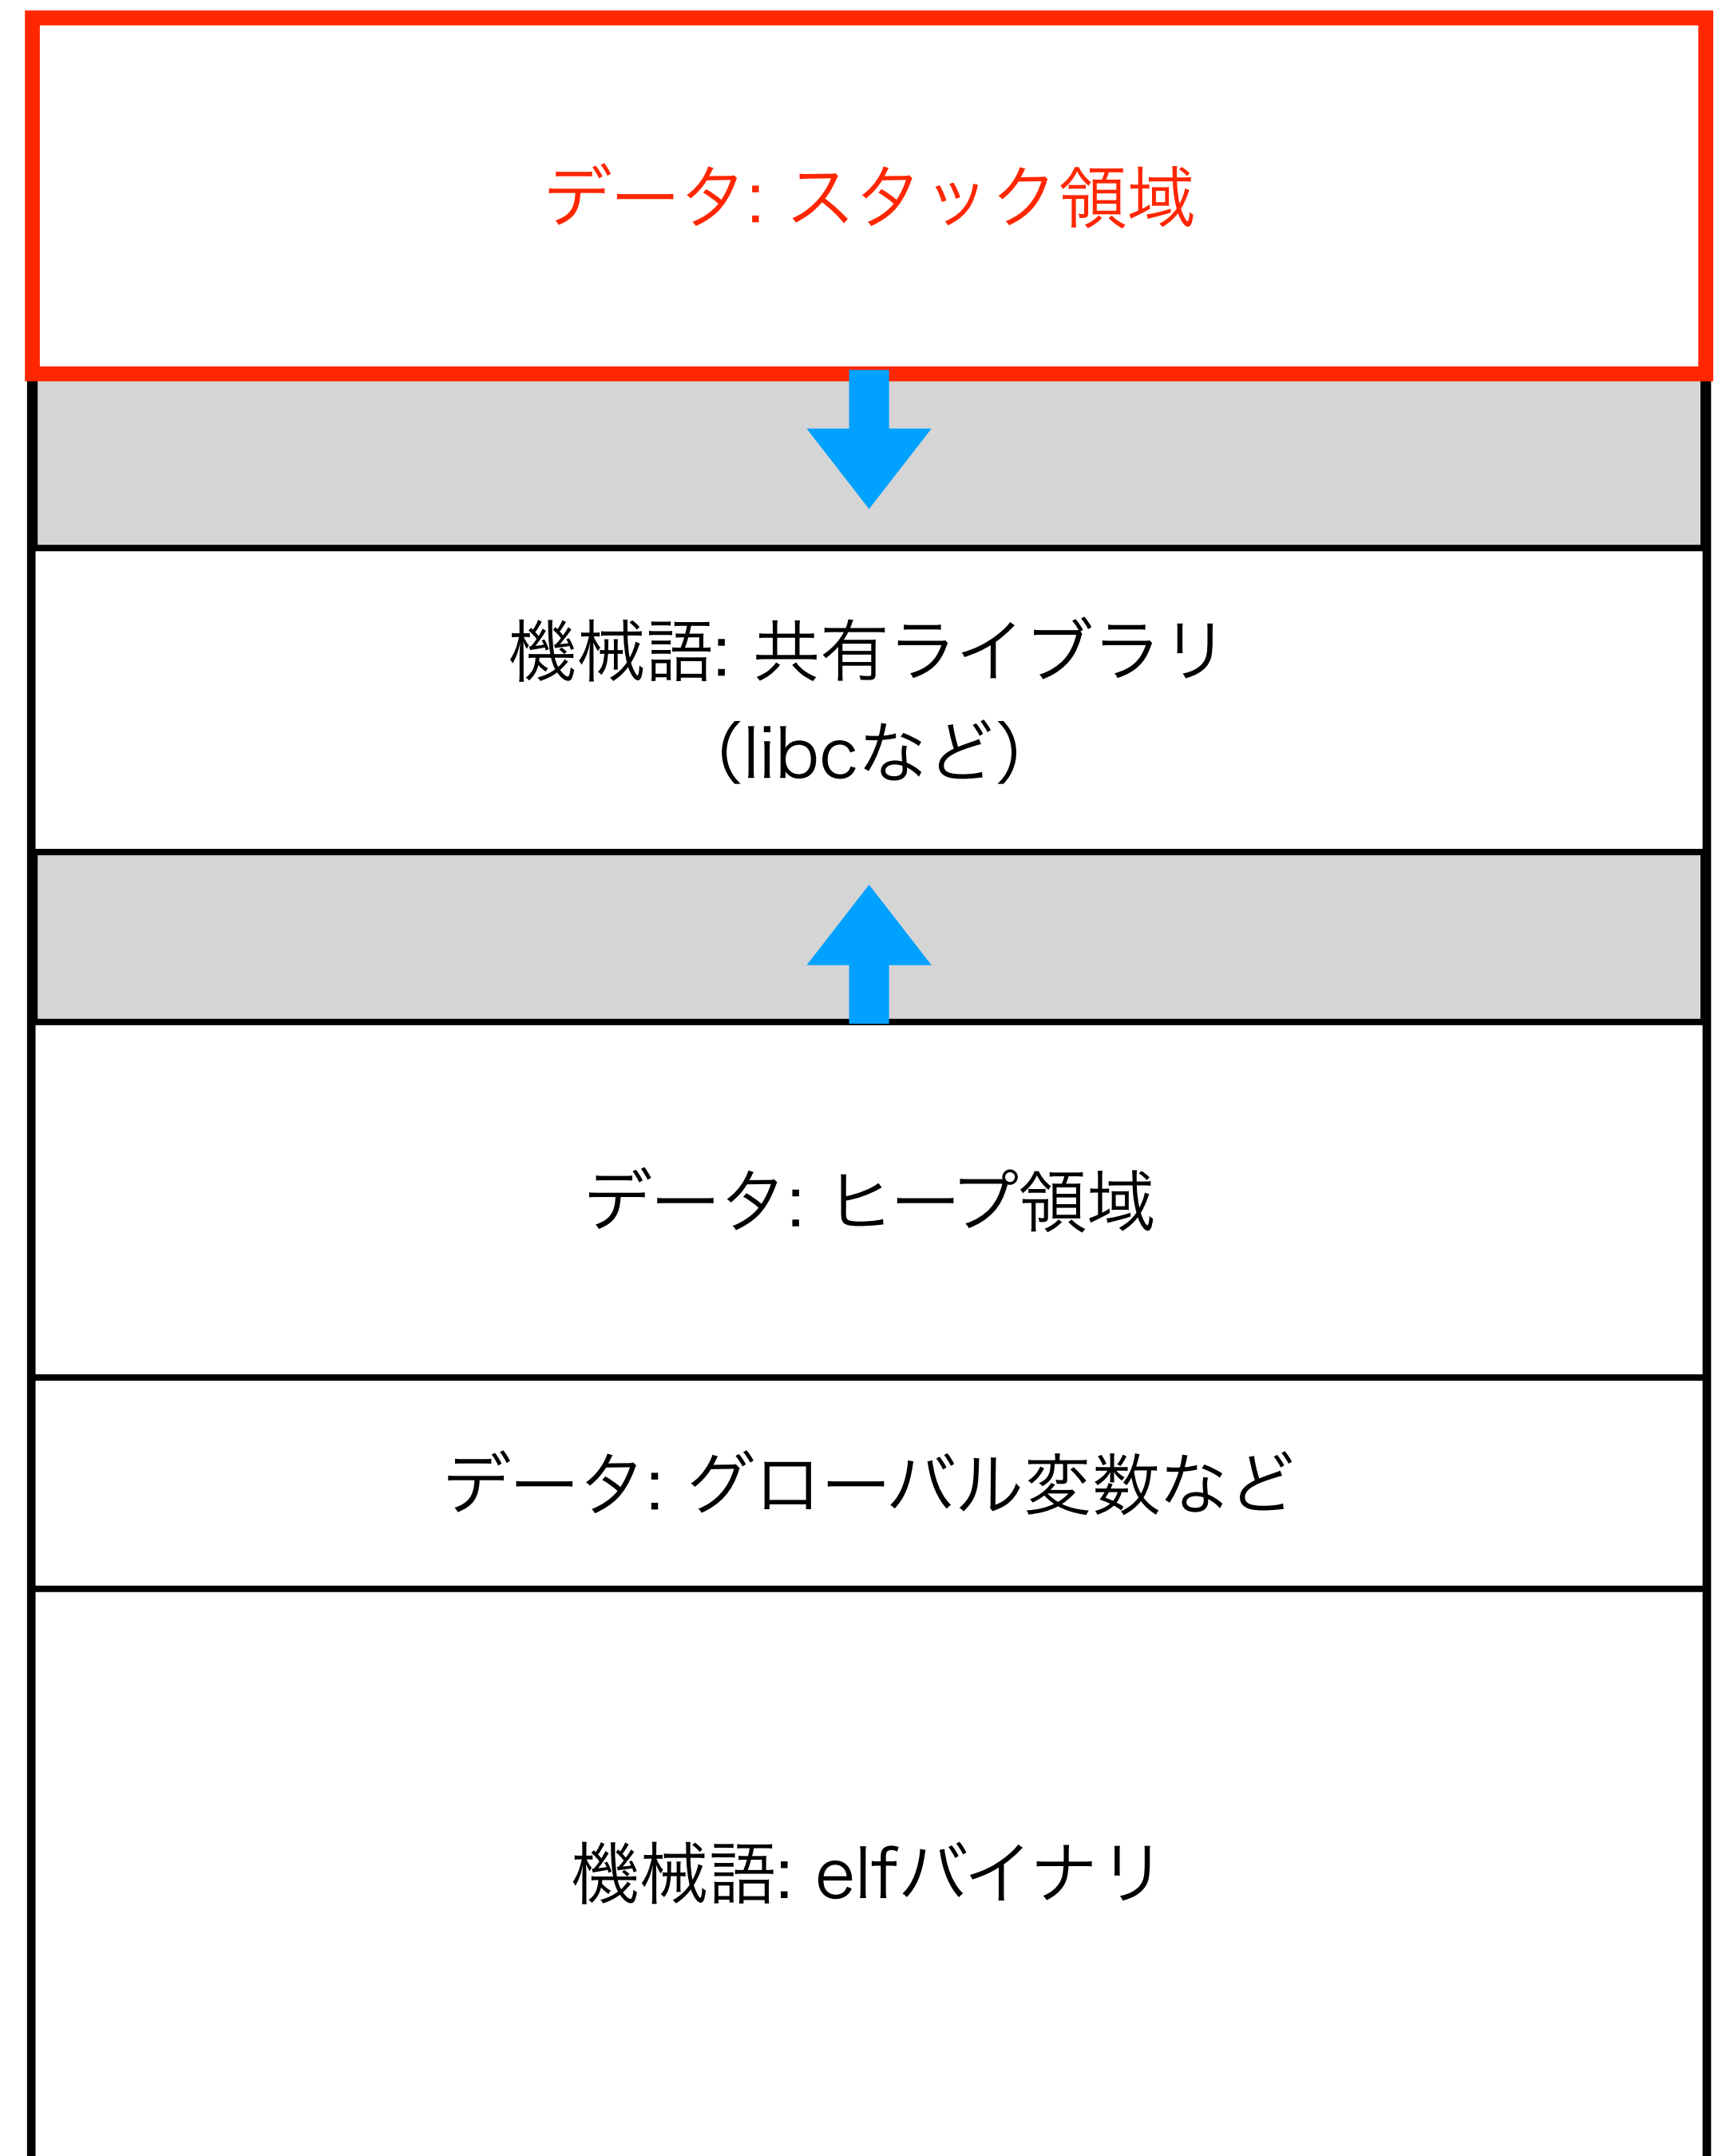 データ: スタック領域
機械語: 共有ライブラリ
(libcなど)
データ: ヒープ領域
データ: グローバル変数など
機械語: elfバイナリ